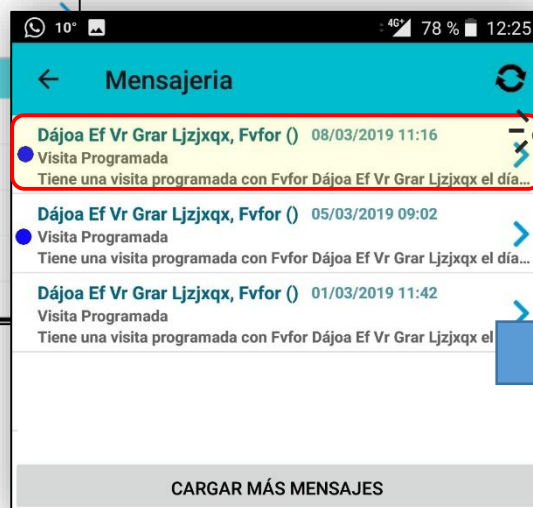 10° 4G+ 78 % 12:25
Mensajeria
Dájoa Ef Vr Grar Ljzjxqx, Fvfor () 08/03/2019 11:16
Visita Programada
Tiene una visita programada con Fvfor Dájoa Ef Vr Grar Ljzjxqx el día...
Dájoa Ef Vr Grar Ljzjxqx, Fvfor () 05/03/2019 09:02
Visita Programada
Tiene una visita programada con Fvfor Dájoa Ef Vr Grar Ljzjxqx el día...
Dájoa Ef Vr Grar Ljzjxqx, Fvfor () 01/03/2019 11:42
Visita Programada
Tiene una visita programada con Fvfor Dájoa Ef Vr Grar Ljzjxqx el
CARGAR MÁS MENSAJES